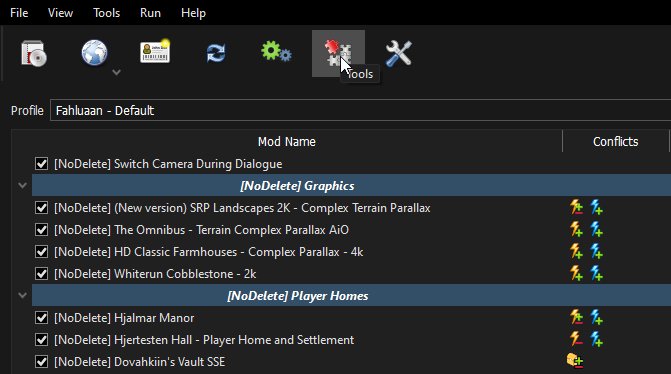 File View Tools Run Help
Tools
Profile Fahluaan - Default
Mod Name Conflicts
[NoDelete] Switch Camera During Dialogue
[NoDelete] Graphics
[NoDelete] (New version) SRP Landscapes 2K - Complex Terrain Parallax
[NoDelete] The Omnibus - Terrain Complex Parallax AiO
[NoDelete] HD Classic Farmhouses - Complex Parallax - 4k
[NoDelete] Whiterun Cobblestone - 2k
[NoDelete] Player Homes
[NoDelete] Hjalmar Manor
[NoDelete] Hjertesten Hall - Player Home and Settlement
[NoDelete] Dovahkiin's Vault SSE